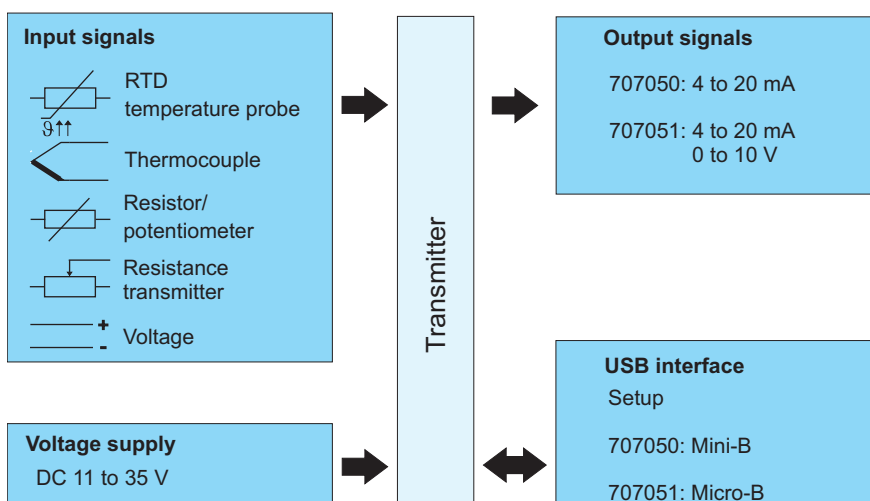 Input signals
RTD
temperature probe
ϑ↑↑
Thermocouple
Resistor/
potentiometer
Resistance
transmitter
+
-
Voltage
Voltage supply
DC 11 to 35 V
Transmitter
Output signals
707050: 4 to 20 mA
707051: 4 to 20 mA
0 to 10 V
USB interface
Setup
707050: Mini-B
707051: Micro-B